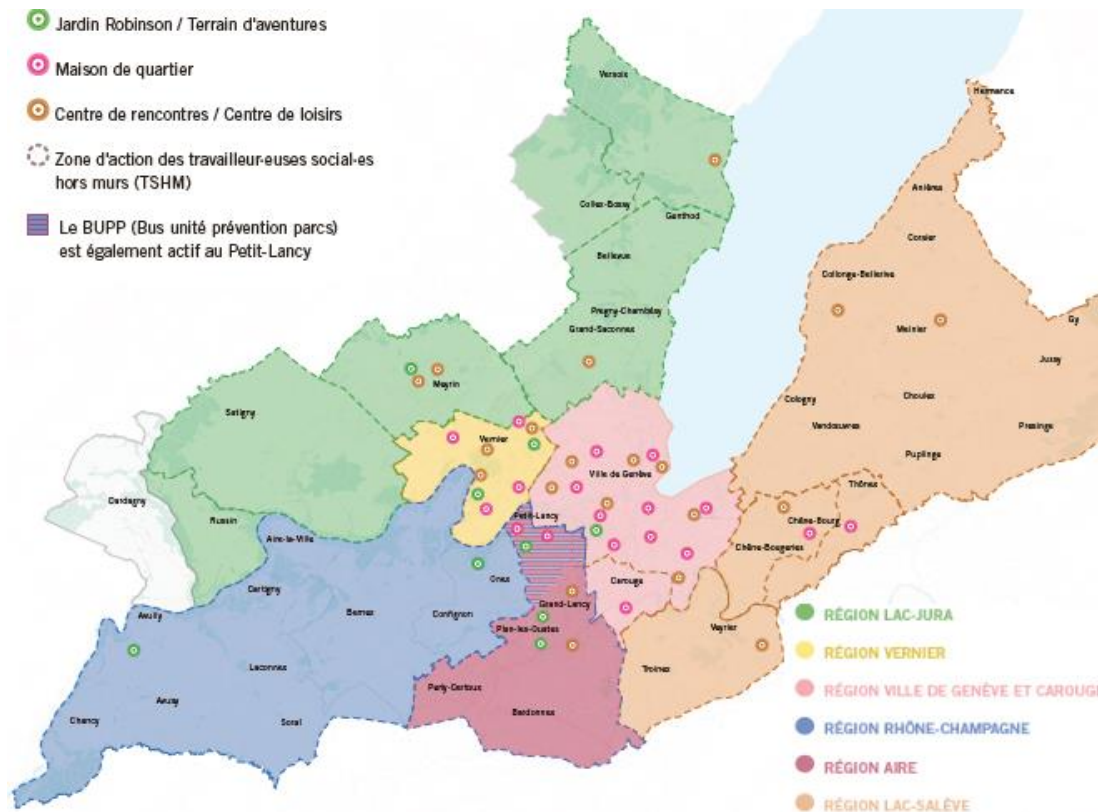 Jardin Robinson / Terrain d'aventures
Maison de quartier
Centre de rencontres / Centre de loisirs
Zone d'action des travailleur·euses social·es
hors murs (TSHM)
Le BUPP (Bus unité prévention parcs)
est également actif au Petit-Lancy
Versoix
Hermance
Collex-Bossy
Genthod
Anières
Corsier
Bellevue
Collonge-Bellerive
Pregny-Chambésy
Grand-Saconnex
Meinier
Gy
Jussy
Meyrin
Satigny
Cologny
Choulex
Vandœuvres
Presinge
Vernier
Puplinge
Ville de Genève
Thônex
Dardagny
Russin
Petit-Lancy
Chêne-Bourg
Aire-la-Ville
Chêne-Bougeries
Cartigny
Onex
Carouge
Bernex
Confignon
Grand-Lancy
Avully
Plan-les-Ouates
Veyrier
Laconnex
Troinex
Perly-Certoux
Avusy
Chancy
Soral
Bardonnex
RÉGION LAC-JURA
RÉGION VERNIER
RÉGION VILLE DE GENÈVE ET CAROUGE
RÉGION RHÔNE-CHAMPAGNE
RÉGION AIRE
RÉGION LAC-SALÈVE